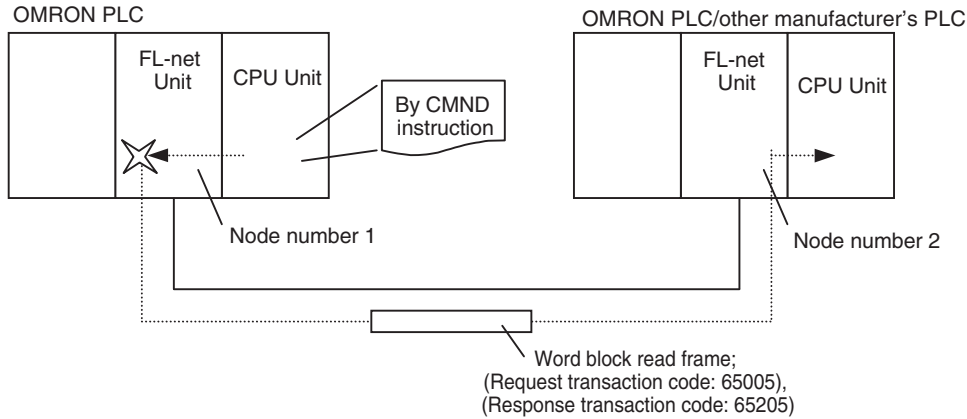 OMRON PLC
OMRON PLC/other manufacturer's PLC
FL-net
Unit
CPU Unit
By CMND
instruction
FL-net
Unit
CPU Unit
Node number 1
Node number 2
Word block read frame;
(Request transaction code: 65005),
(Response transaction code: 65205)